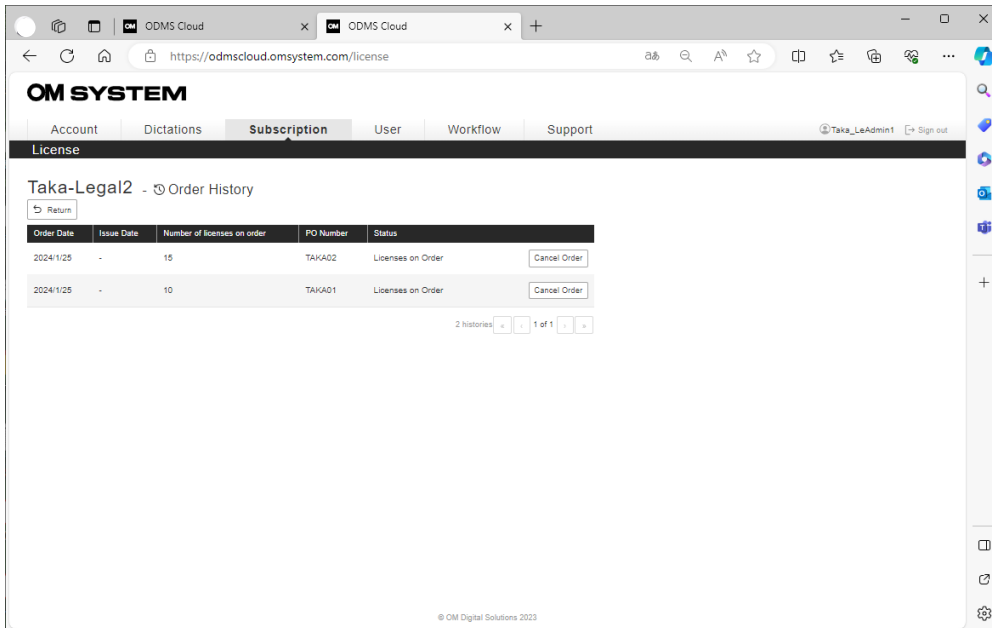 OM ODMS Cloud OM ODMS Cloud
https://odmscloud.omsystem.com/license
OM SYSTEM
Account Dictations Subscription User Workflow Support Taka_LeAdmin1 Sign out
License
Taka-Legal2 - Order History
Return
Order Date Issue Date Number of licenses on order PO Number Status
2024/1/25 - 15 TAKA02 Licenses on Order Cancel Order
2024/1/25 - 10 TAKA01 Licenses on Order Cancel Order
2 histories « ‹ 1 of 1 › »
© OM Digital Solutions 2023